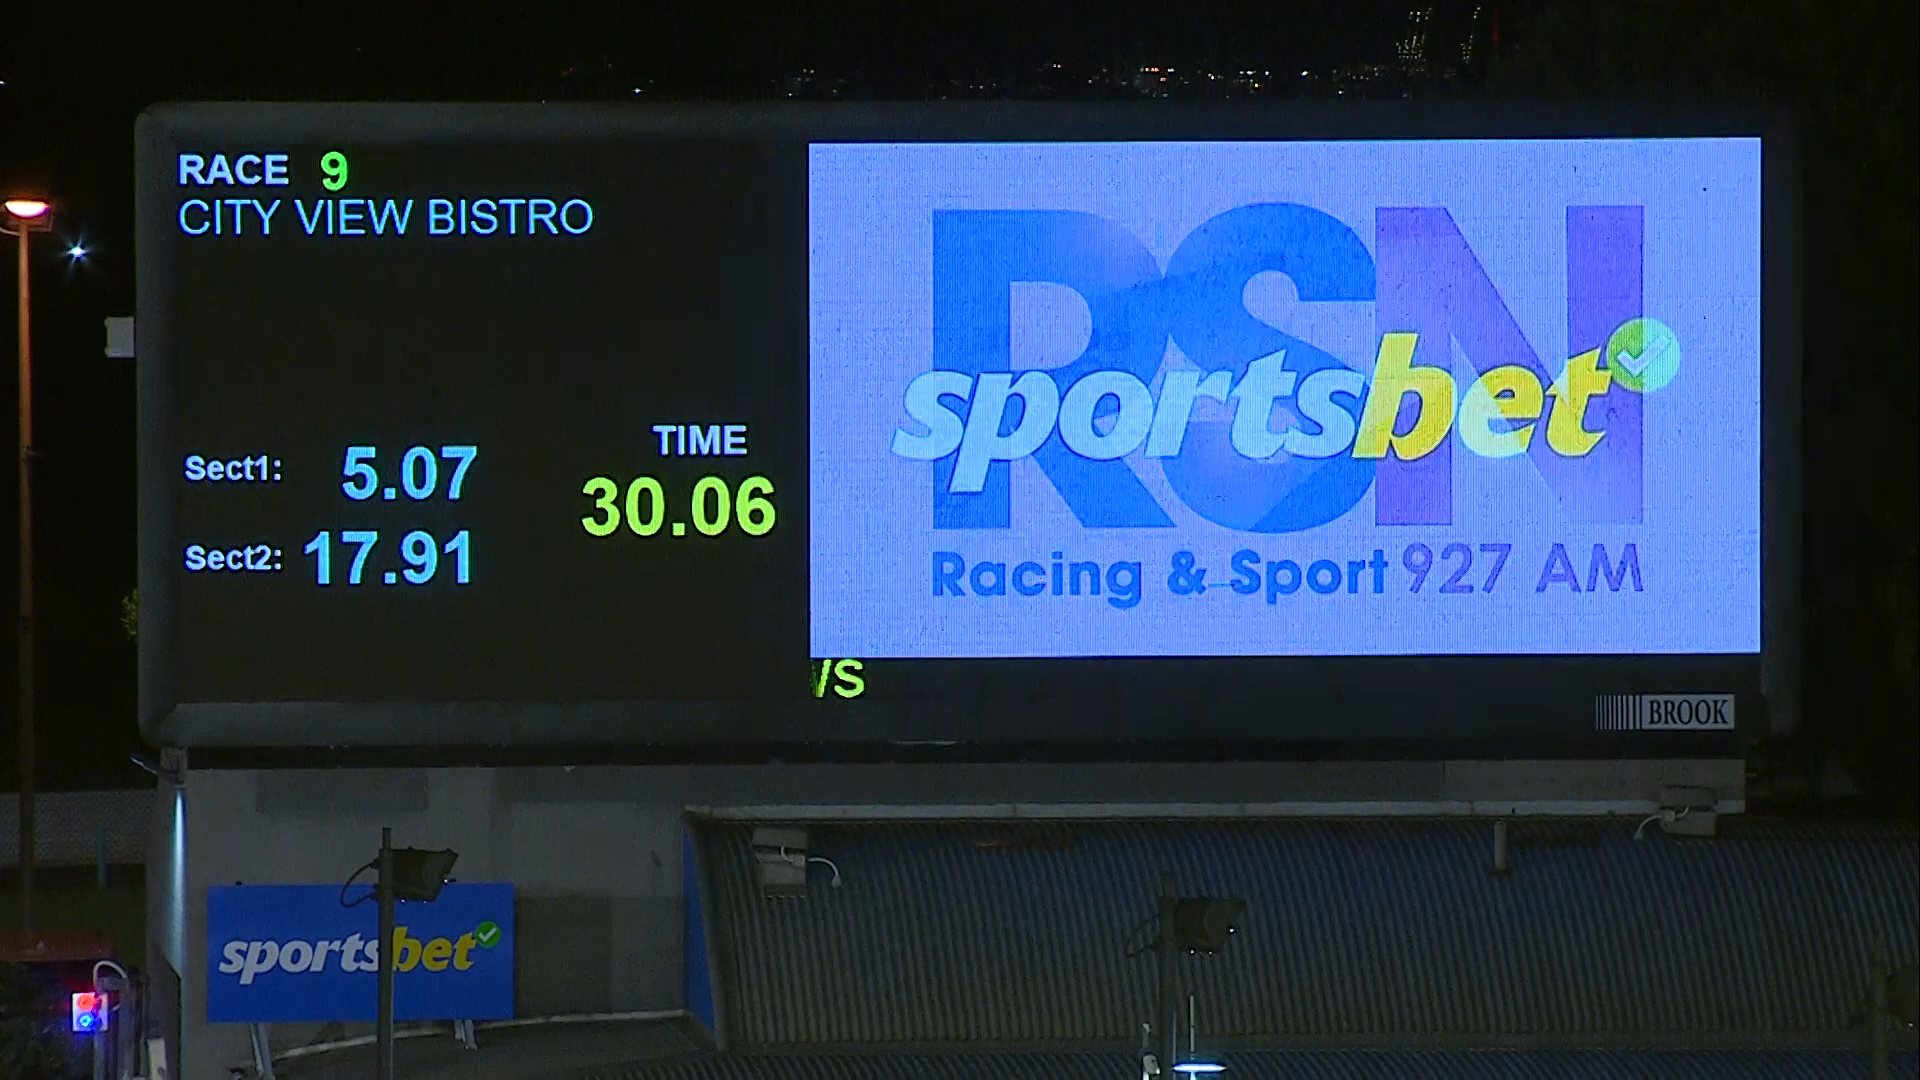 RACE 9
CITY VIEW BISTRO
Sect1: 5.07
Sect2: 17.91
TIME
30.06
RSN
sportsbet
Racing & Sport 927 AM
BROOK
sportsbet